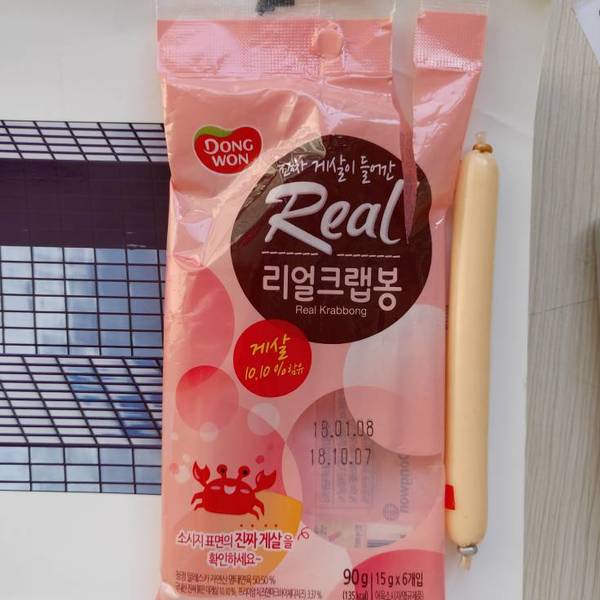 DONG
WON
진짜 게살이 들어간
Real
리얼크랩봉
Real Krabbong
게살
10.10% 함유
18.01.08
18.10.07
소시지 표면의 진짜 게살을
확인하세요~
90g 15g x 6개입
(135kcal)